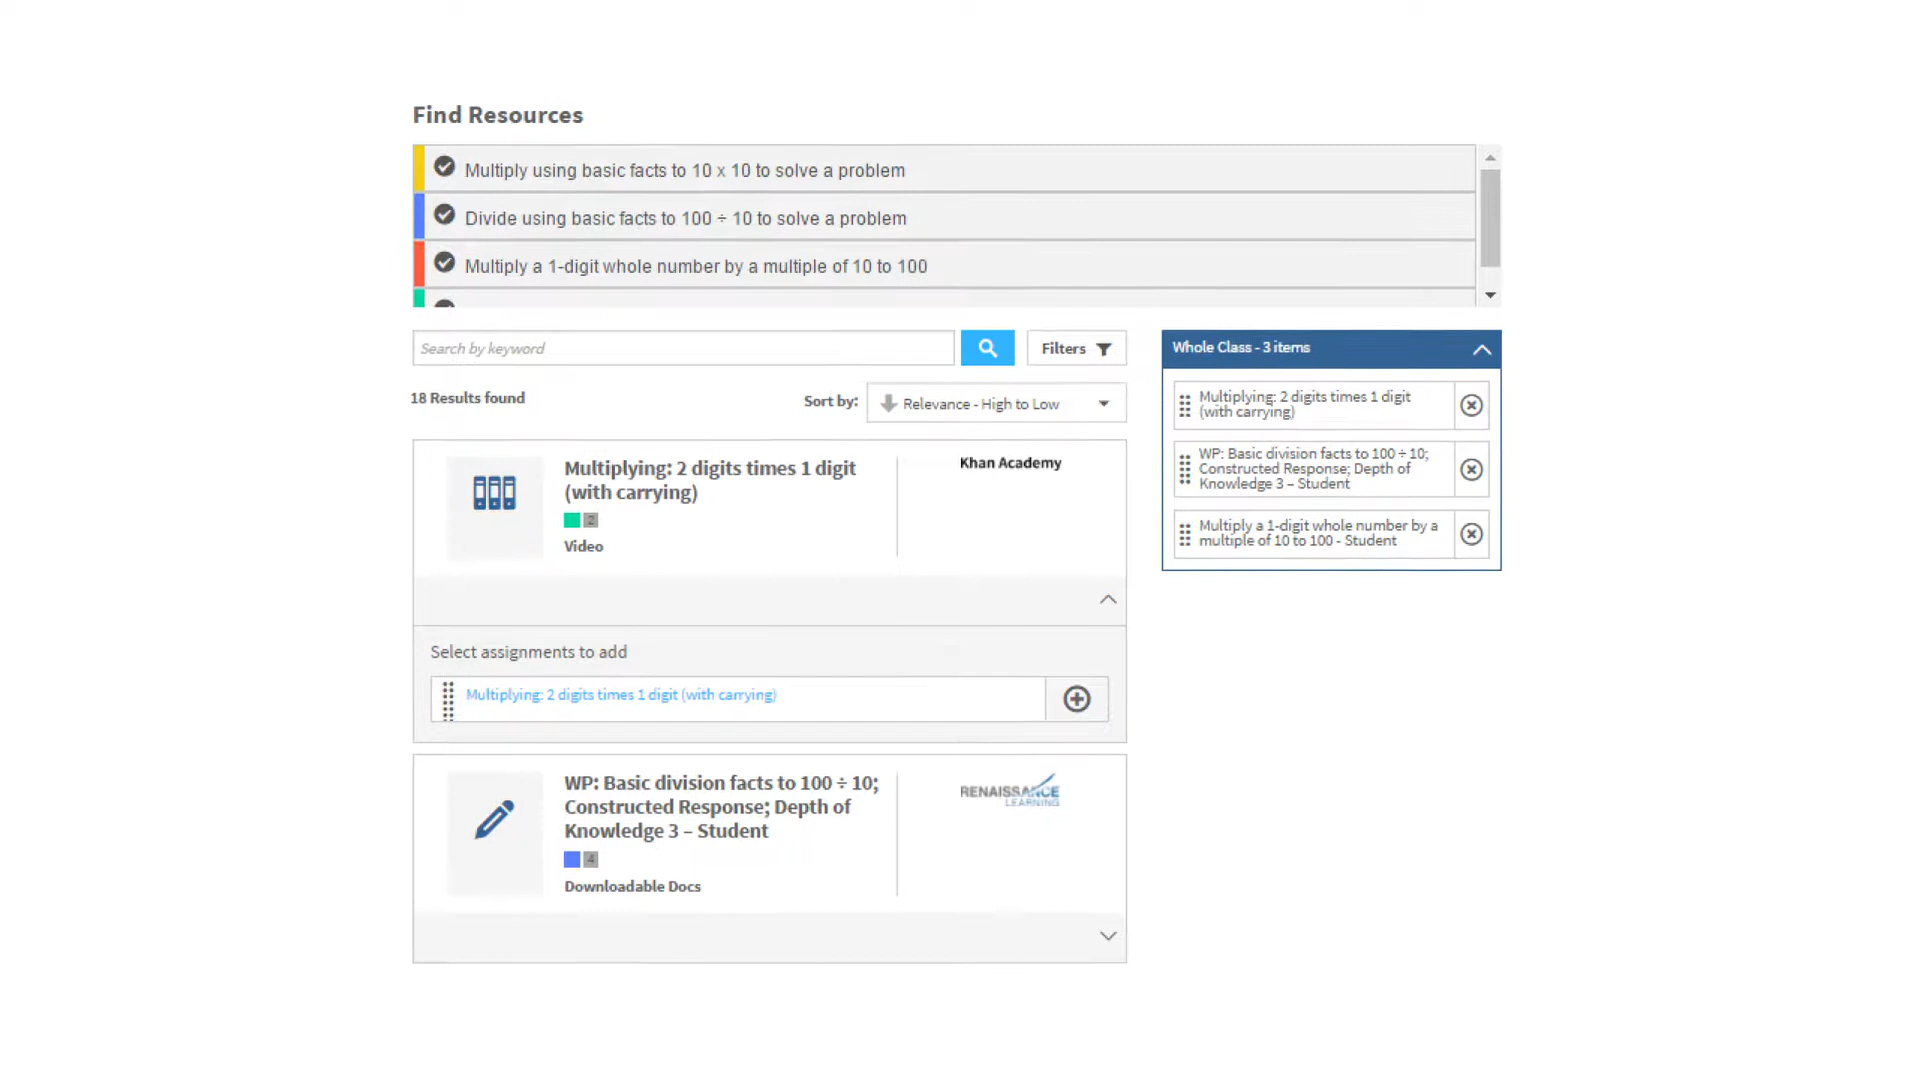 Find Resources
Multiply using basic facts to 10 x 10 to solve a problem
Divide using basic facts to 100 ÷ 10 to solve a problem
Multiply a 1-digit whole number by a multiple of 10 to 100
Search by keyword
Filters
18 Results found
Sort by:
Relevance - High to Low
Multiplying: 2 digits times 1 digit
(with carrying)
2
Video
Khan Academy
Select assignments to add
Multiplying: 2 digits times 1 digit (with carrying)
WP: Basic division facts to 100 ÷ 10;
Constructed Response; Depth of
Knowledge 3 – Student
4
Downloadable Docs
RENAISSANCE
LEARNING
Whole Class - 3 items
Multiplying: 2 digits times 1 digit
(with carrying)
WP: Basic division facts to 100 ÷ 10;
Constructed Response; Depth of
Knowledge 3 – Student
Multiply a 1-digit whole number by a
multiple of 10 to 100 - Student